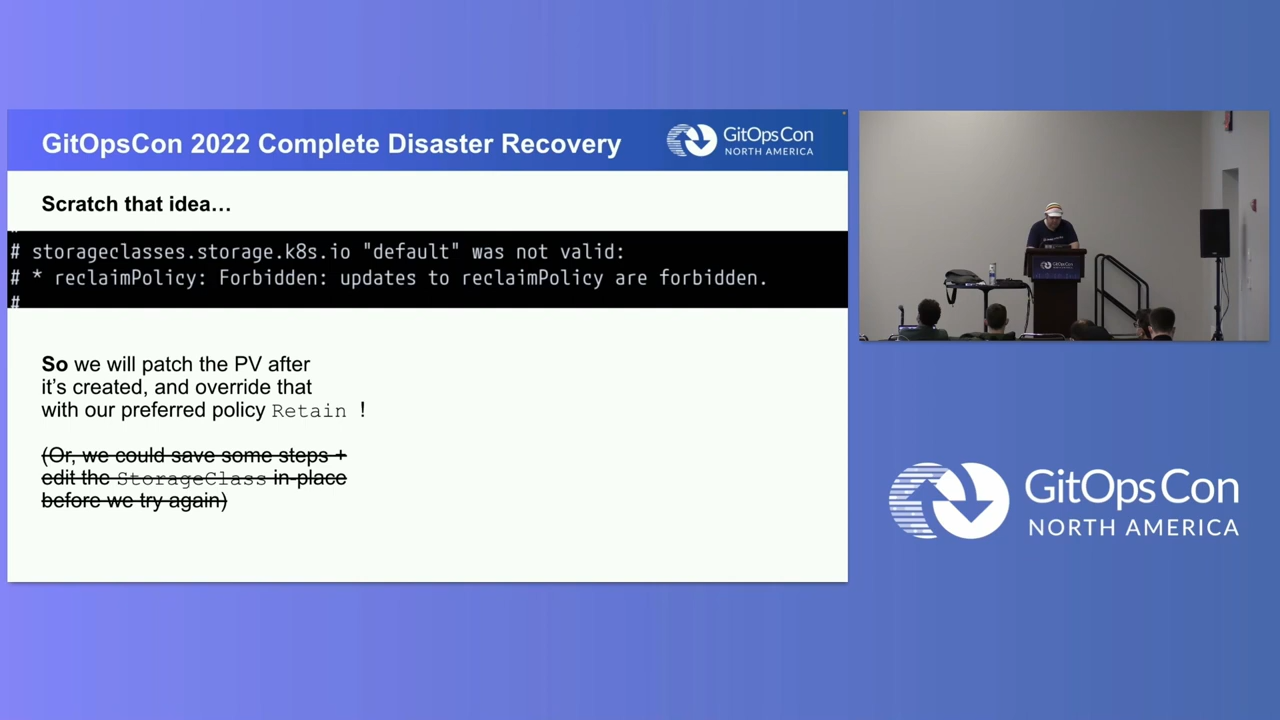 GitOpsCon 2022 Complete Disaster Recovery
GitOpsCon
NORTH AMERICA
Scratch that idea…
#
# storageclasses.storage.k8s.io "default" was not valid:
# * reclaimPolicy: Forbidden: updates to reclaimPolicy are forbidden.
#
So we will patch the PV after
it's created, and override that
with our preferred policy Retain !
(Or, we could save some steps +
edit the StorageClass in-place
before we try again)
GitOpsCon
GitOpsCon
NORTH AMERICA